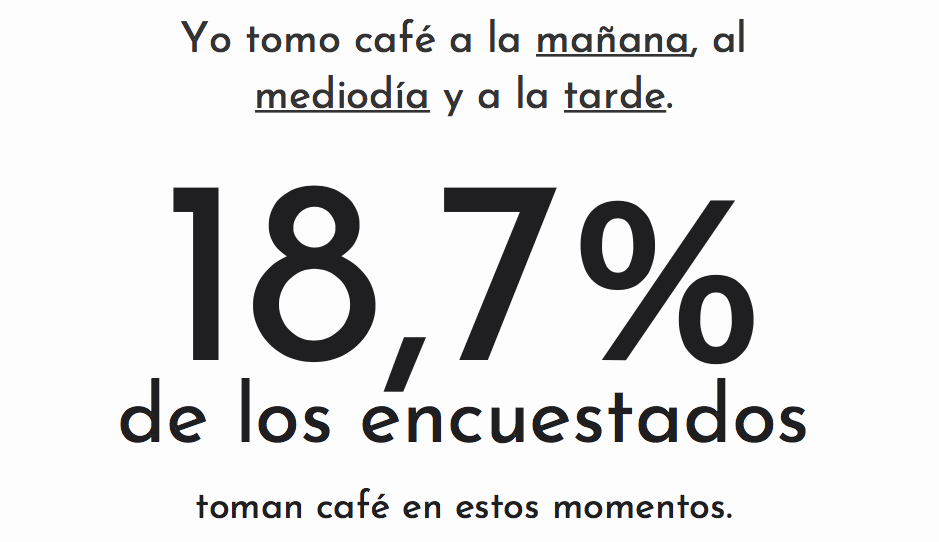 Yo tomo café a la mañana, al
mediodía y a la tarde.
18,7%
de los encuestados
toman café en estos momentos.